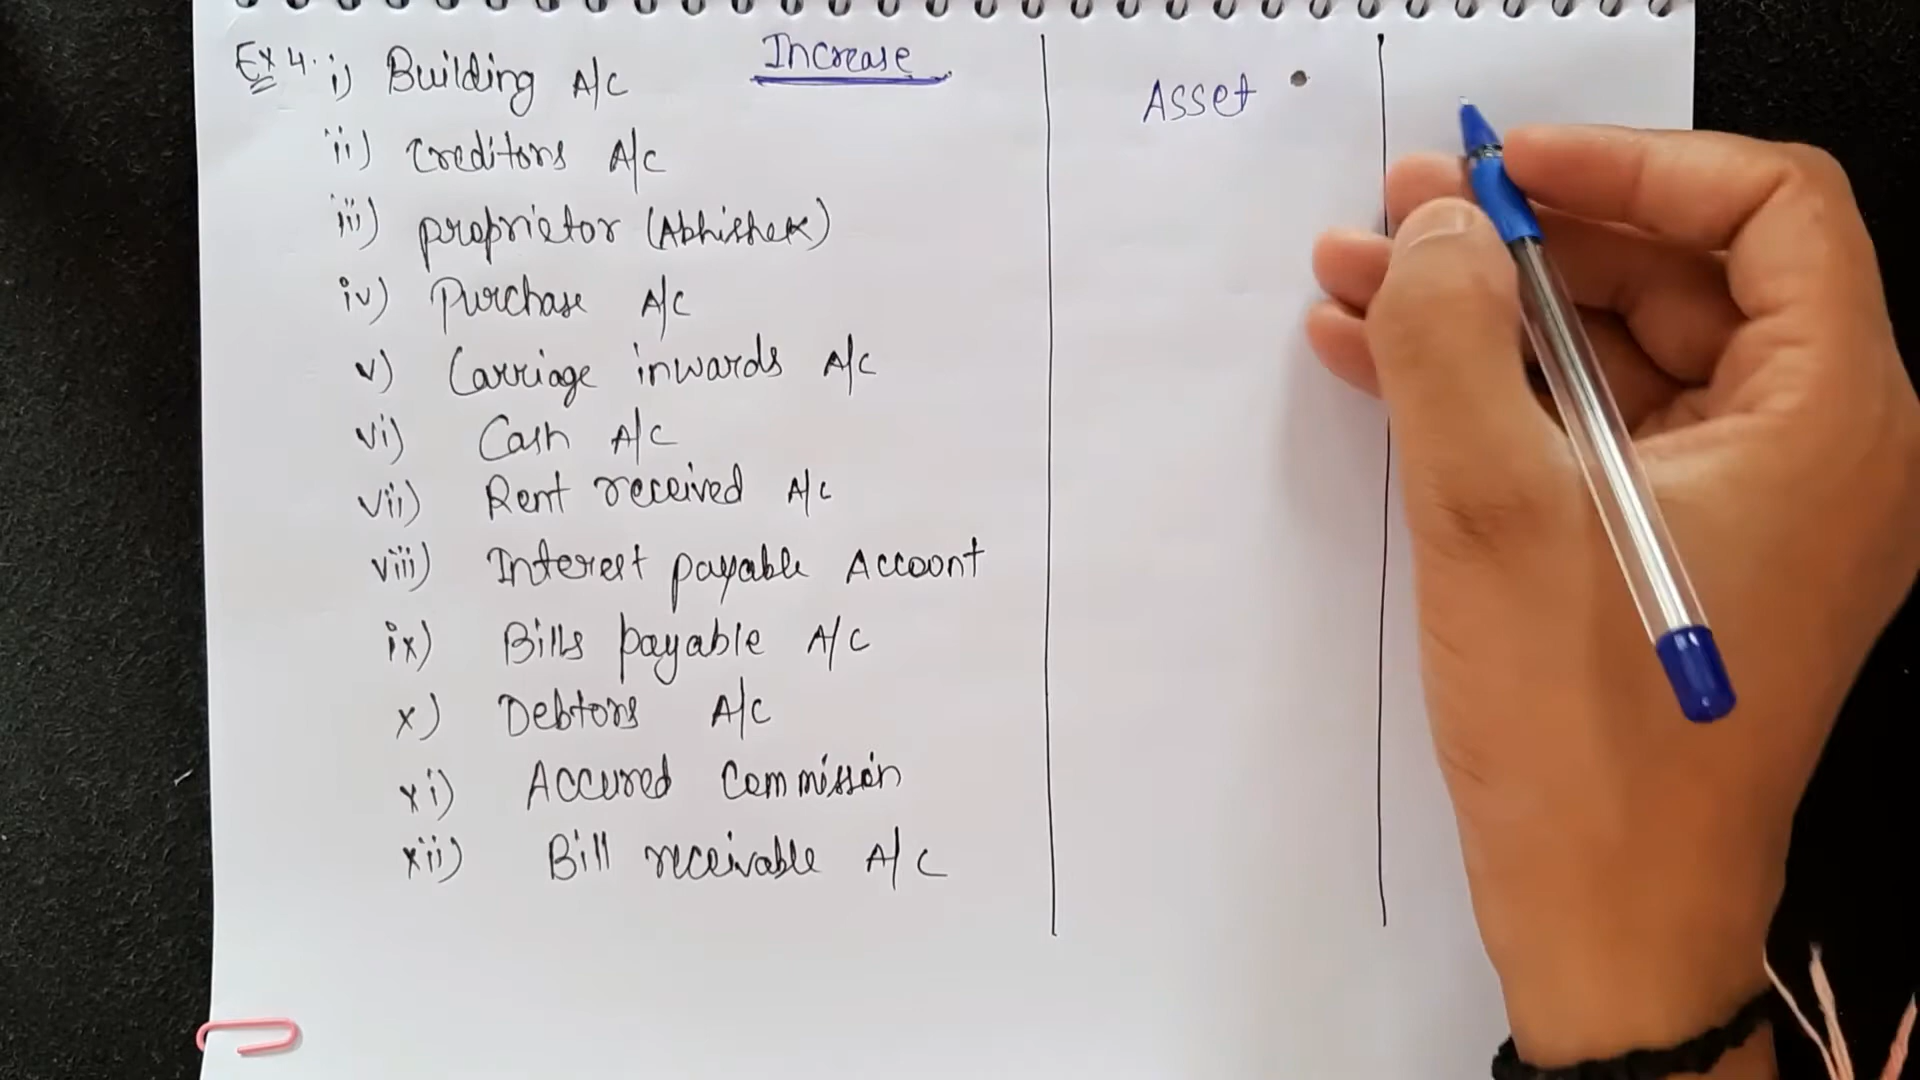 Ex 4. i) Building A/C Increase Asset
ii) Creditors A/C
iii) proprietor (Abhishek)
iv) Purchase A/C
v) Carriage inwards A/C
vi) Cash A/C
vii) Rent received A/C
viii) Interest payable Account
ix) Bills payable A/C
x) Debtors A/C
xi) Accured Commission
xii) Bill receivable A/C